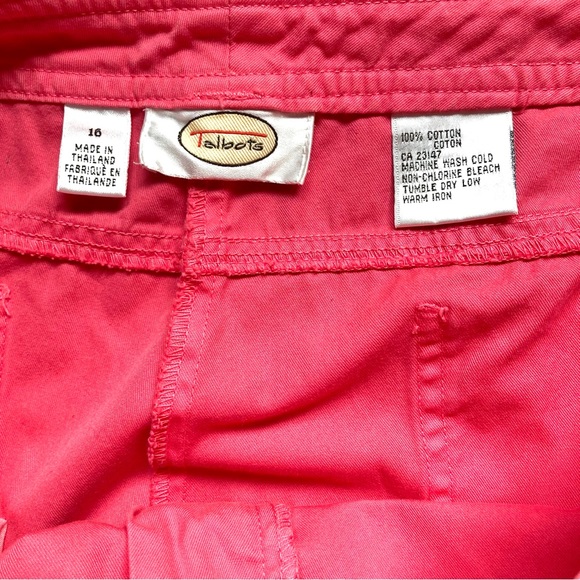 16
MADE IN
THAILAND
FABRIQUÉ EN
THAILANDE
Talbots
100% COTTON
COTON
CA 23147
MACHINE WASH COLD
NON-CHLORINE BLEACH
TUMBLE DRY LOW
WARM IRON